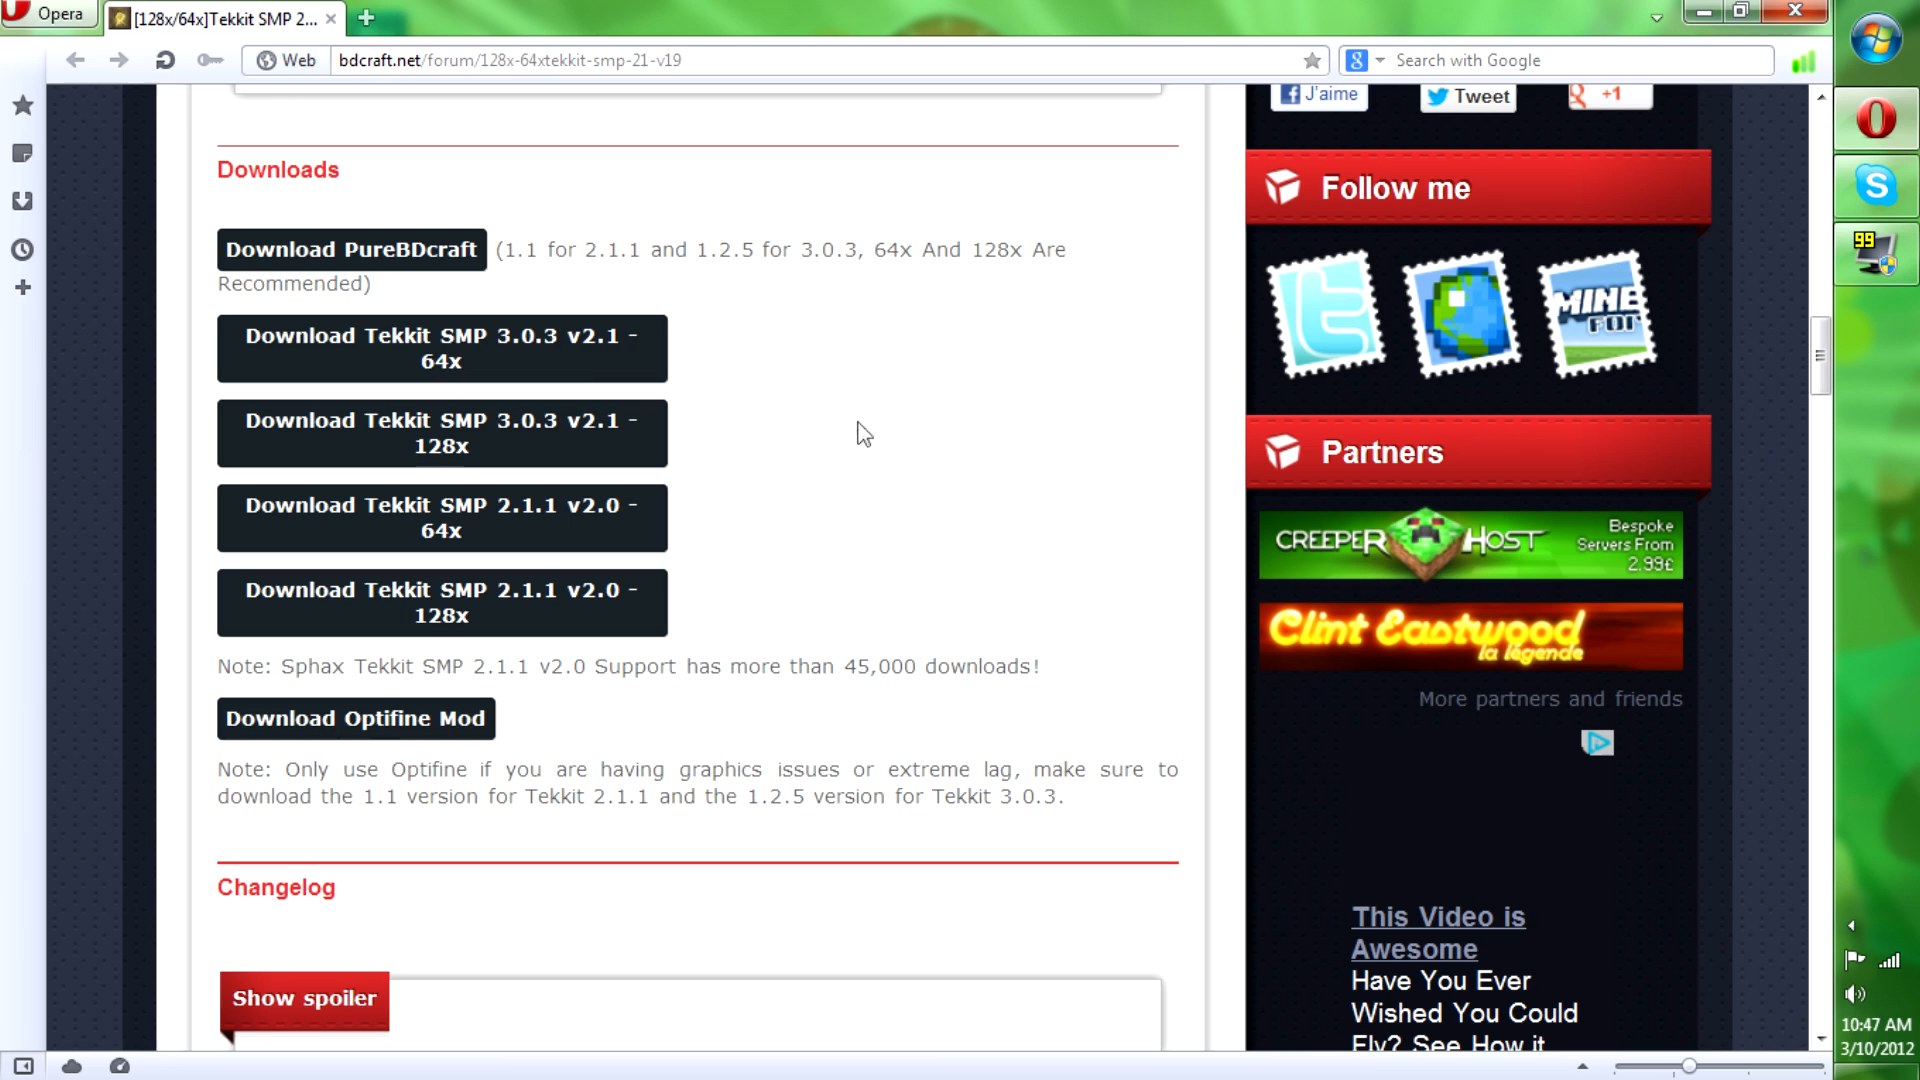 Opera
[128x/64x]Tekkit SMP 2...
Web
bdcraft.net/forum/128x-64xtekkit-smp-21-v19
Search with Google
J'aime
Tweet
+1
Downloads
Download PureBDcraft (1.1 for 2.1.1 and 1.2.5 for 3.0.3, 64x And 128x Are
Recommended)
Download Tekkit SMP 3.0.3 v2.1 -
64x
Download Tekkit SMP 3.0.3 v2.1 -
128x
Download Tekkit SMP 2.1.1 v2.0 -
64x
Download Tekkit SMP 2.1.1 v2.0 -
128x
Note: Sphax Tekkit SMP 2.1.1 v2.0 Support has more than 45,000 downloads!
Download Optifine Mod
Note: Only use Optifine if you are having graphics issues or extreme lag, make sure to
download the 1.1 version for Tekkit 2.1.1 and the 1.2.5 version for Tekkit 3.0.3.
Changelog
Show spoiler
Follow me
MINE
FOR
Partners
CREEPER HOST
Bespoke
Servers From
2.99£
Clint Eastwood
la légende
More partners and friends
This Video is
Awesome
Have You Ever
Wished You Could
Fly? See How it
99
10:47 AM
3/10/2012